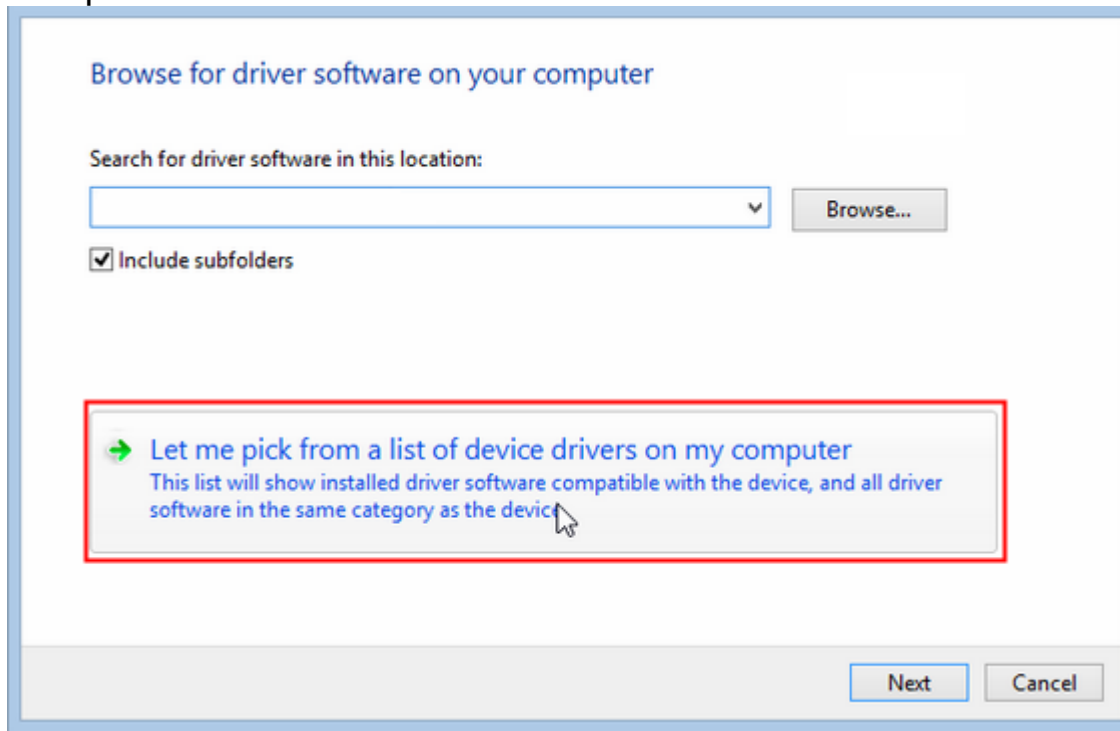 Browse for driver software on your computer
Search for driver software in this location:
Browse...
Include subfolders
Let me pick from a list of device drivers on my computer
This list will show installed driver software compatible with the device, and all driver
software in the same category as the device
Next
Cancel